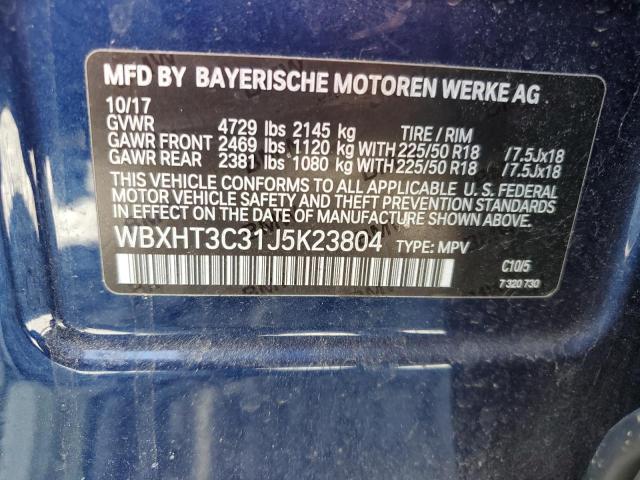 MFD BY BAYERISCHE MOTOREN WERKE AG
10/17
GVWR 4729 lbs 2145 kg TIRE / RIM
GAWR FRONT 2469 lbs 1120 kg WITH 225/50 R18 /7.5Jx18
GAWR REAR 2381 lbs 1080 kg WITH 225/50 R18 /7.5Jx18
THIS VEHICLE CONFORMS TO ALL APPLICABLE U. S. FEDERAL
MOTOR VEHICLE SAFETY AND THEFT PREVENTION STANDARDS
IN EFFECT ON THE DATE OF MANUFACTURE SHOWN ABOVE.
WBXHT3C31J5K23804 TYPE: MPV
C10/5
7 320 730